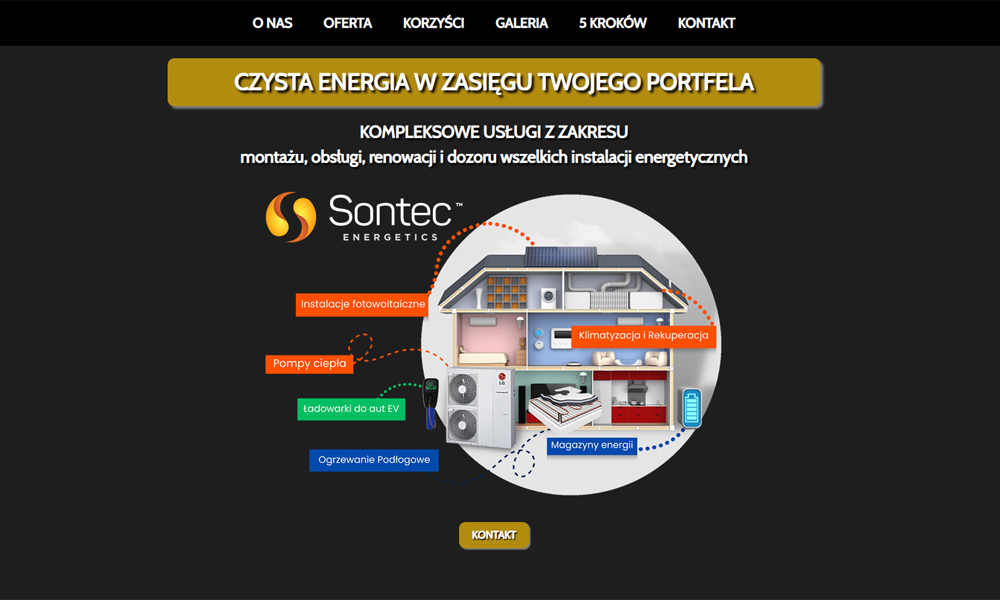 O NAS
OFERTA
KORZYŚCI
GALERIA
5 KROKÓW
KONTAKT
CZYSTA ENERGIA W ZASIĘGU TWOJEGO PORTFELA
KOMPLEKSOWE USŁUGI Z ZAKRESU
montażu, obsługi, renowacji i dozoru wszelkich instalacji energetycznych
Sontec™
ENERGETICS
Instalacje fotowoltaiczne
Klimatyzacja i Rekuperacja
Pompy ciepła
LG
Ładowarki do aut EV
Magazyny energii
Ogrzewanie Podłogowe
KONTAKT